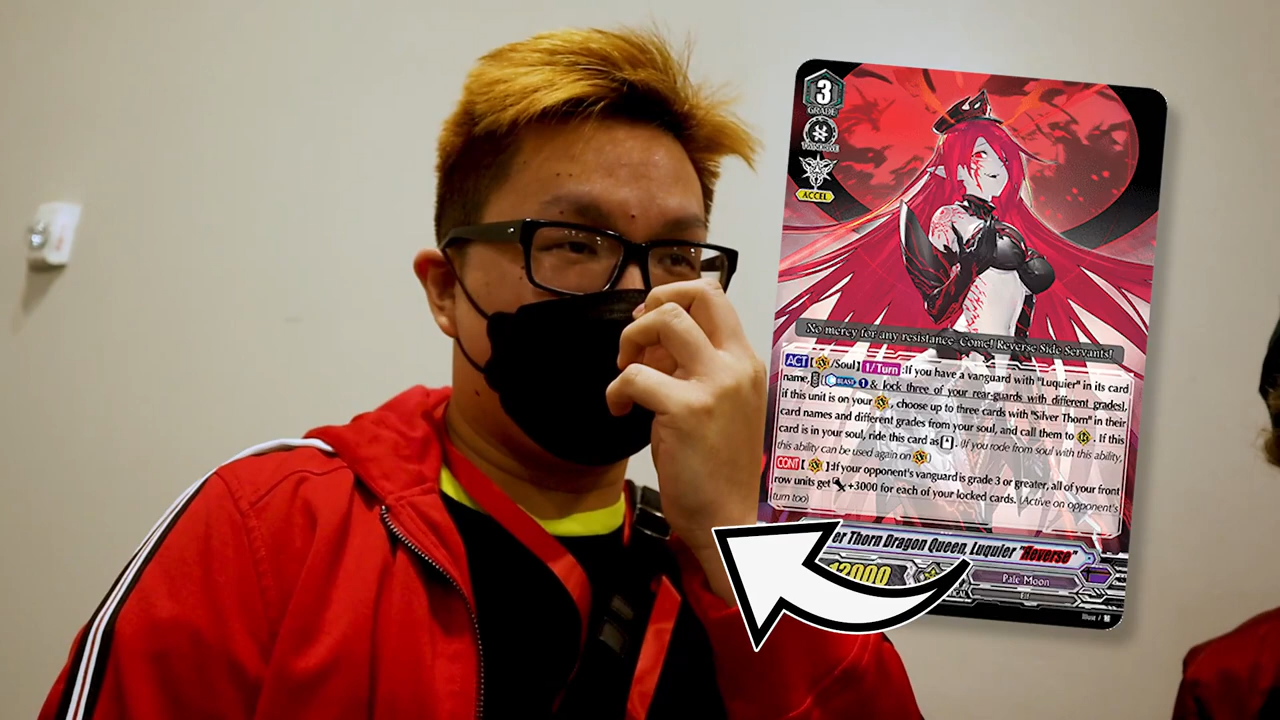 3
GRADE
ACCEL
No mercy for any resistance. Come! Reverse Side Servants!
ACT [ /Soul] 1/Turn :If you have a vanguard with "Luquier" in its card
name, [ BLAST 1 & lock three of your rear-guards with different grades],
if this unit is on your , choose up to three cards with "Silver Thorn" in their
card names and different grades from your soul, and call them to . If this
card is in your soul, ride this card as . (If you rode from soul with this ability,
this ability can be used again on )
CONT [ ]:If your opponent's vanguard is grade 3 or greater, all of your front
row units get +3000 for each of your locked cards. (Active on opponent's
turn too)
er Thorn Dragon Queen, Luquier "Reverse"
Pale Moon
Elf